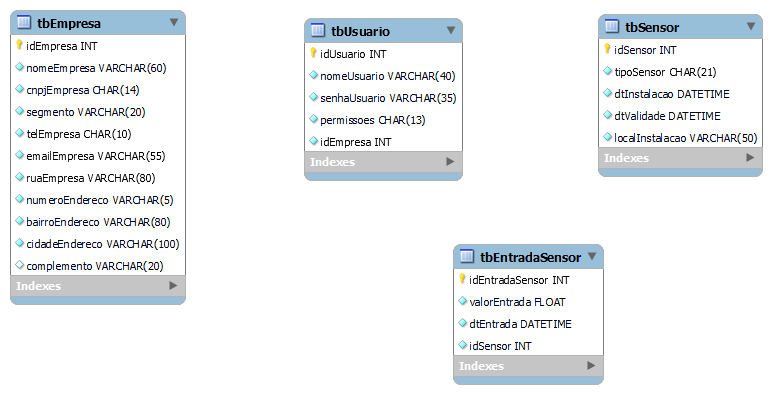 tbEmpresa
idEmpresa INT
nomeEmpresa VARCHAR(60)
cnpjEmpresa CHAR(14)
segmento VARCHAR(20)
telEmpresa CHAR(10)
emailEmpresa VARCHAR(55)
ruaEmpresa VARCHAR(80)
numeroEndereco VARCHAR(5)
bairroEndereco VARCHAR(80)
cidadeEndereco VARCHAR(100)
complemento VARCHAR(20)
Indexes
tbUsuario
idUsuario INT
nomeUsuario VARCHAR(40)
senhaUsuario VARCHAR(35)
permissoes CHAR(13)
idEmpresa INT
Indexes
tbSensor
idSensor INT
tipoSensor CHAR(21)
dtInstalacao DATETIME
dtValidade DATETIME
localInstalacao VARCHAR(50)
Indexes
tbEntradaSensor
idEntradaSensor INT
valorEntrada FLOAT
dtEntrada DATETIME
idSensor INT
Indexes